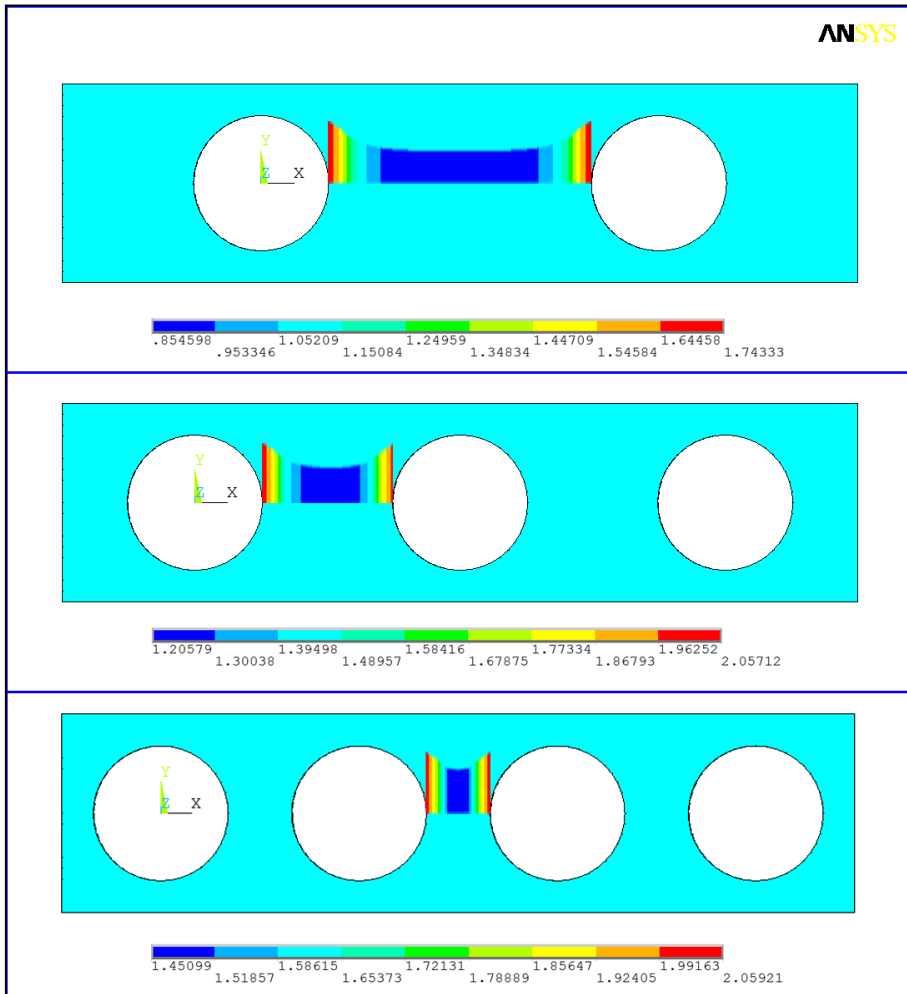 ANSYS
Y
Z X
.854598 1.05209 1.24959 1.44709 1.64458
.953346 1.15084 1.34834 1.54584 1.74333
Y
Z X
1.20579 1.39498 1.58416 1.77334 1.96252
1.30038 1.48957 1.67875 1.86793 2.05712
Y
Z X
1.45099 1.58615 1.72131 1.85647 1.99163
1.51857 1.65373 1.78889 1.92405 2.05921